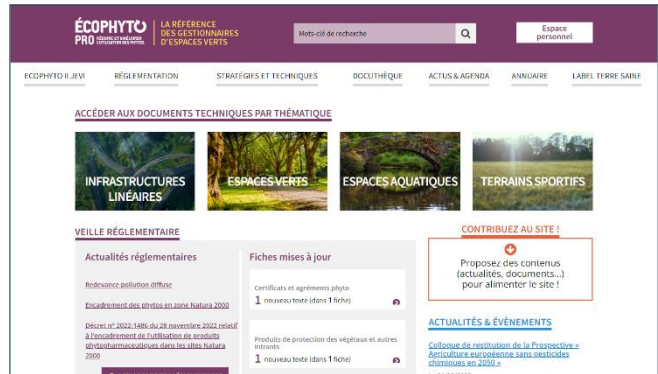 ÉCOPHYTO
PRO RÉDUIRE ET AMÉLIORER
L'UTILISATION DES PHYTOS
LA RÉFÉRENCE
DES GESTIONNAIRES
D'ESPACES VERTS
Mots-clé de recherche
Espace
personnel
ECOPHYTO II JEVI
RÉGLEMENTATION
STRATÉGIES ET TECHNIQUES
DOCUTHÈQUE
ACTUS & AGENDA
ANNUAIRE
LABEL TERRE SAINE
ACCÉDER AUX DOCUMENTS TECHNIQUES PAR THÉMATIQUE
INFRASTRUCTURES
LINÉAIRES
ESPACES VERTS
ESPACES AQUATIQUES
TERRAINS SPORTIFS
VEILLE RÉGLEMENTAIRE
Actualités réglementaires
Redevance pollution diffuse
Encadrement des phytos en zone Natura 2000
Décret n° 2022-1486 du 28 novembre 2022 relatif
à l'encadrement de l'utilisation de produits
phytopharmaceutiques dans les sites Natura
2000
Fiches mises à jour
Certificats et agréments phyto
1 nouveau texte (dans 1 fiche)
Produits de protection des végétaux et autres
intrants
1 nouveau texte (dans 1 fiche)
CONTRIBUEZ AU SITE !
Proposez des contenus
(actualités, documents...)
pour alimenter le site !
ACTUALITÉS & ÉVÈNEMENTS
Colloque de restitution de la Prospective «
Agriculture européenne sans pesticides
chimiques en 2050 »